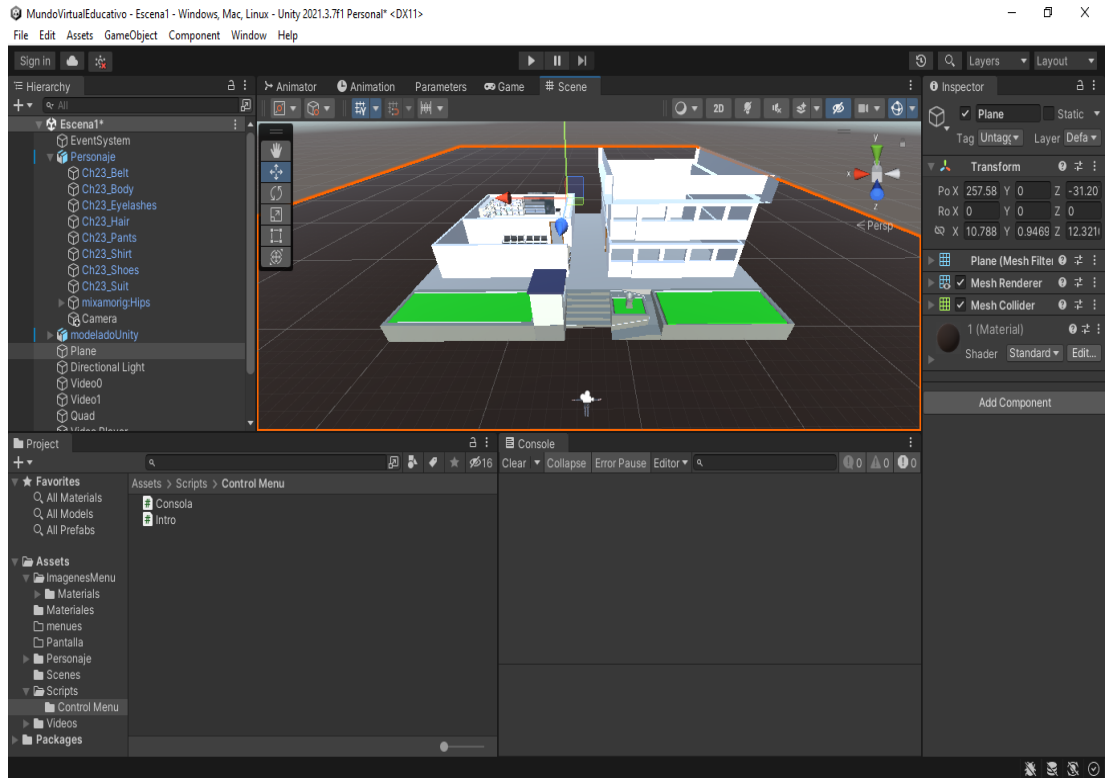 MundoVirtualEducativo - Escena1 - Windows, Mac, Linux - Unity 2021.3.7f1 Personal* <DX11>
File Edit Assets GameObject Component Window Help
Sign in Layers Layout
Hierarchy
All
Escena1*
EventSystem
Personaje
Ch23_Belt
Ch23_Body
Ch23_Eyelashes
Ch23_Hair
Ch23_Pants
Ch23_Shirt
Ch23_Shoes
Ch23_Suit
mixamorig:Hips
Camera
modeladoUnity
Plane
Directional Light
Video0
Video1
Quad
Video Player
Animator Animation Parameters Game Scene
2D
y
x
z
Persp
Inspector
Plane Static
Tag Untagg Layer Defa
Transform
Po X 257.58 Y 0 Z -31.20
Ro X 0 Y 0 Z 0
X 10.788 Y 0.9469 Z 12.321
Plane (Mesh Filter
Mesh Renderer
Mesh Collider
1 (Material)
Shader Standard Edit...
Add Component
Project
16
Favorites
All Materials
All Models
All Prefabs
Assets
ImagenesMenu
Materials
Materiales
menues
Pantalla
Personaje
Scenes
Scripts
Control Menu
Videos
Packages
Assets > Scripts > Control Menu
Consola
Intro
Console
Clear Collapse Error Pause Editor 0 0 0